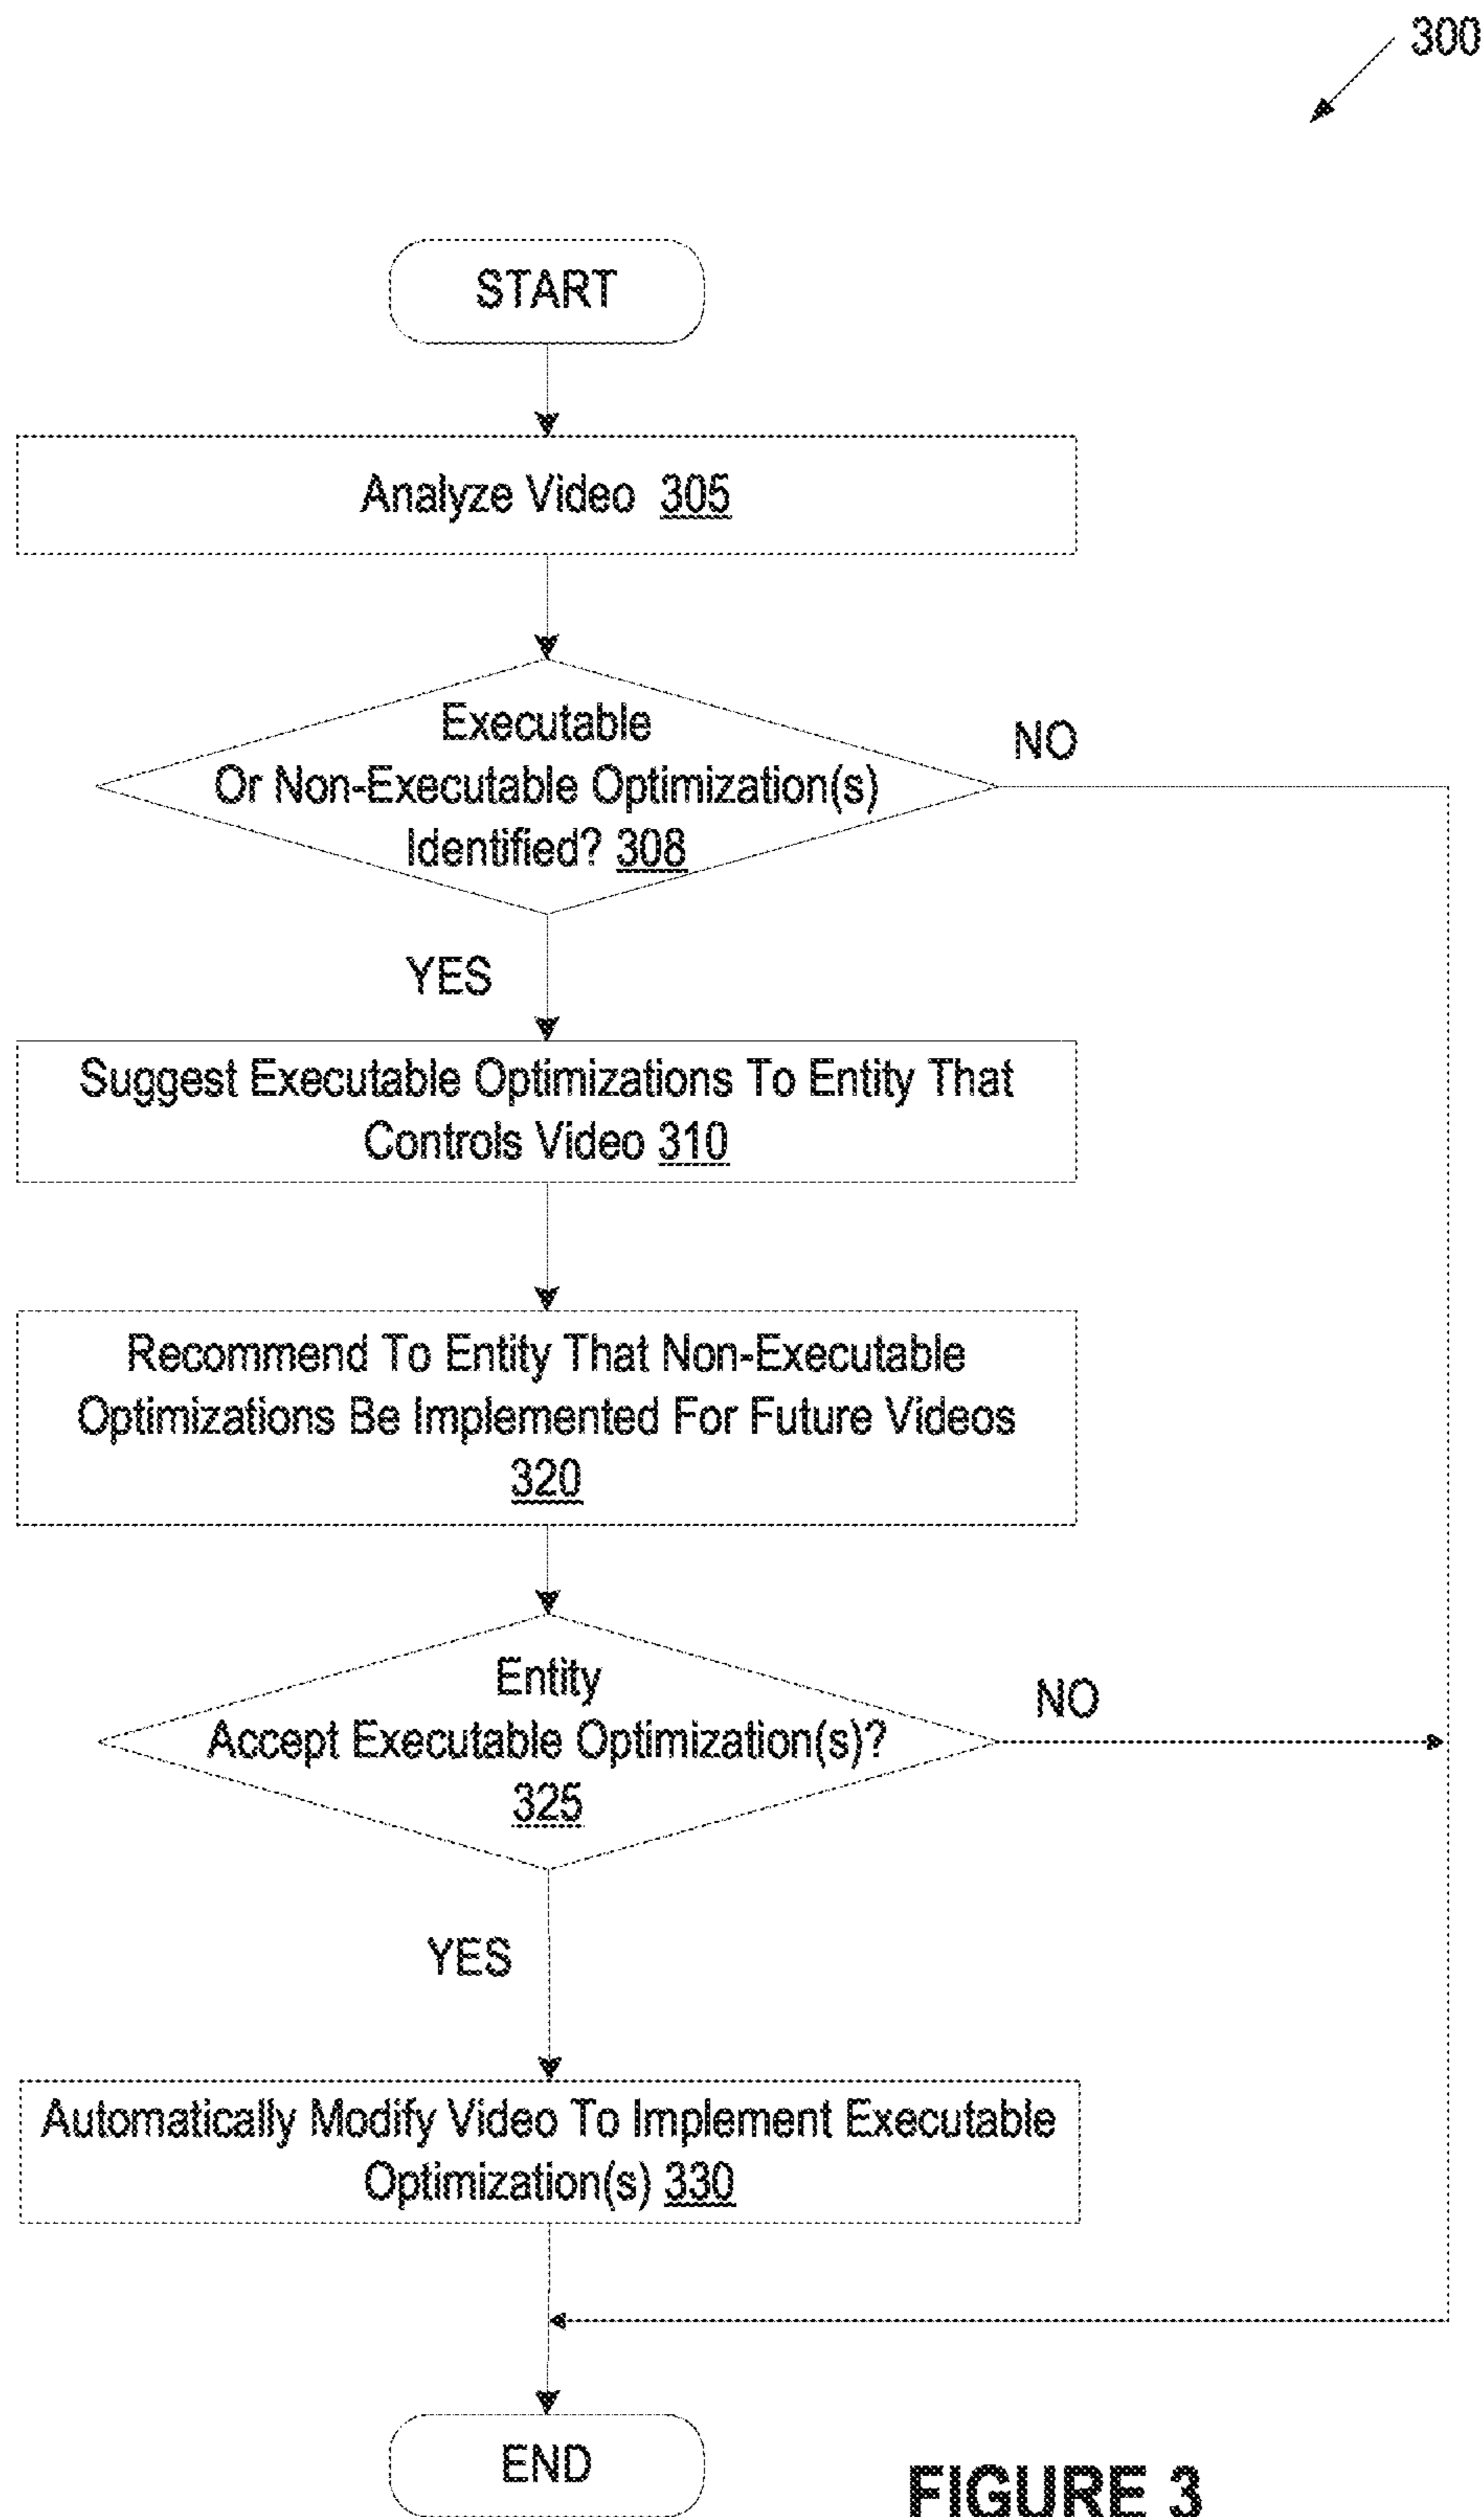 300
START
Analyze Video 305
Executable
Or Non-Executable Optimization(s)
Identified? 308
NO
YES
Suggest Executable Optimizations To Entity That
Controls Video 310
Recommend To Entity That Non-Executable
Optimizations Be Implemented For Future Videos
320
Entity
Accept Executable Optimization(s)?
325
NO
YES
Automatically Modify Video To Implement Executable
Optimization(s) 330
END
FIGURE 3